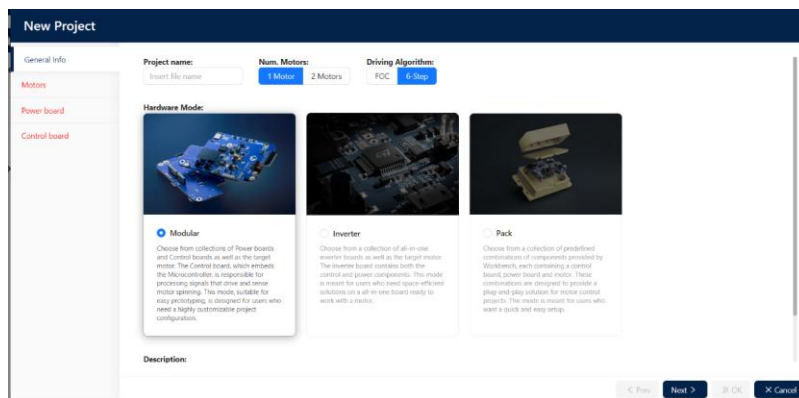 New Project
General Info
Motors
Power board
Control board
Project name:
Insert file name
Num. Motors:
1 Motor
2 Motors
Driving Algorithm:
FOC
6-Step
Hardware Mode:
Modular
Choose from collections of Power boards
and Control boards as well as the target
motor. The Control board, which embeds
the Microcontroller, is responsible for
processing signals that drive and sense
motor spinning. This mode, suitable for
easy prototyping, is designed for users who
need a highly customizable project
configuration.
Inverter
Choose from a collection of all-in-one
inverter boards as well as the target motor.
The inverter board contains both the
control and power components. This mode
is meant for users who need space-efficient
solutions on a all-in-one board ready to
work with a motor.
Pack
Choose from a collection of predefined
combinations of components provided by
Workbench, each containing a control
board, power board and motor. These
combinations are designed to provide a
plug-and-play solution for motor control
projects. This mode is meant for users who
want a quick and easy setup.
Description:
< Prev
Next >
OK
Cancel